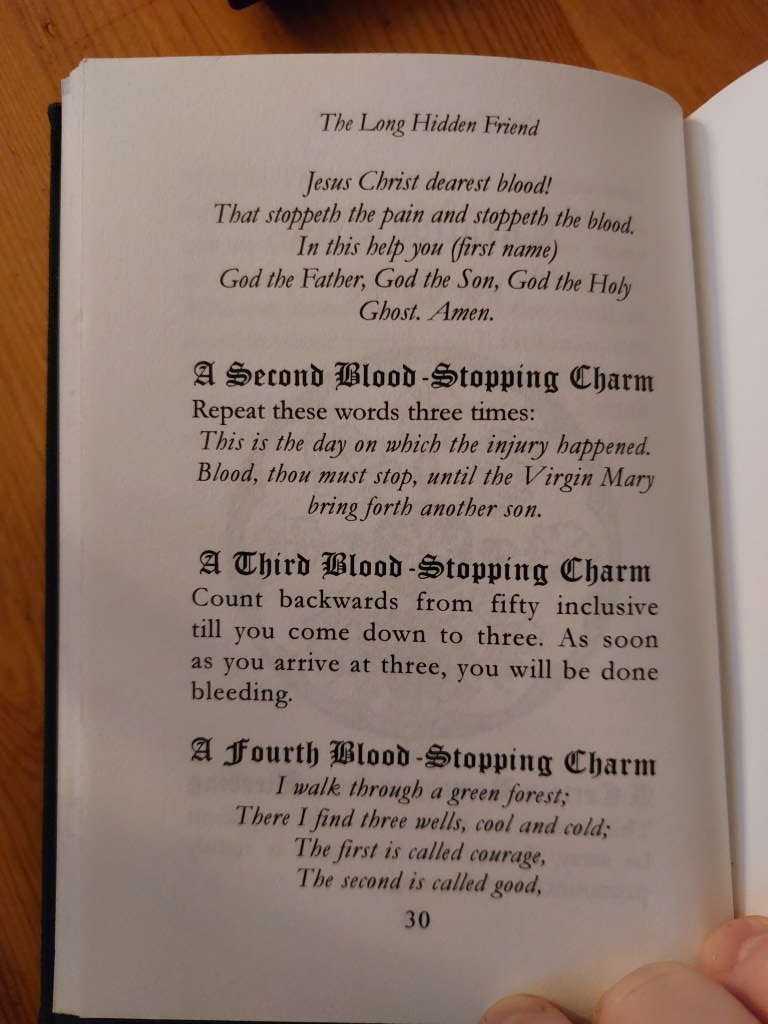 The Long Hidden Friend
Jesus Christ dearest blood!
That stoppeth the pain and stoppeth the blood.
In this help you (first name)
God the Father, God the Son, God the Holy
Ghost. Amen.
A Second Blood-Stopping Charm
Repeat these words three times:
This is the day on which the injury happened.
Blood, thou must stop, until the Virgin Mary
bring forth another son.
A Third Blood-Stopping Charm
Count backwards from fifty inclusive
till you come down to three. As soon
as you arrive at three, you will be done
bleeding.
A Fourth Blood-Stopping Charm
I walk through a green forest;
There I find three wells, cool and cold;
The first is called courage,
The second is called good,
30